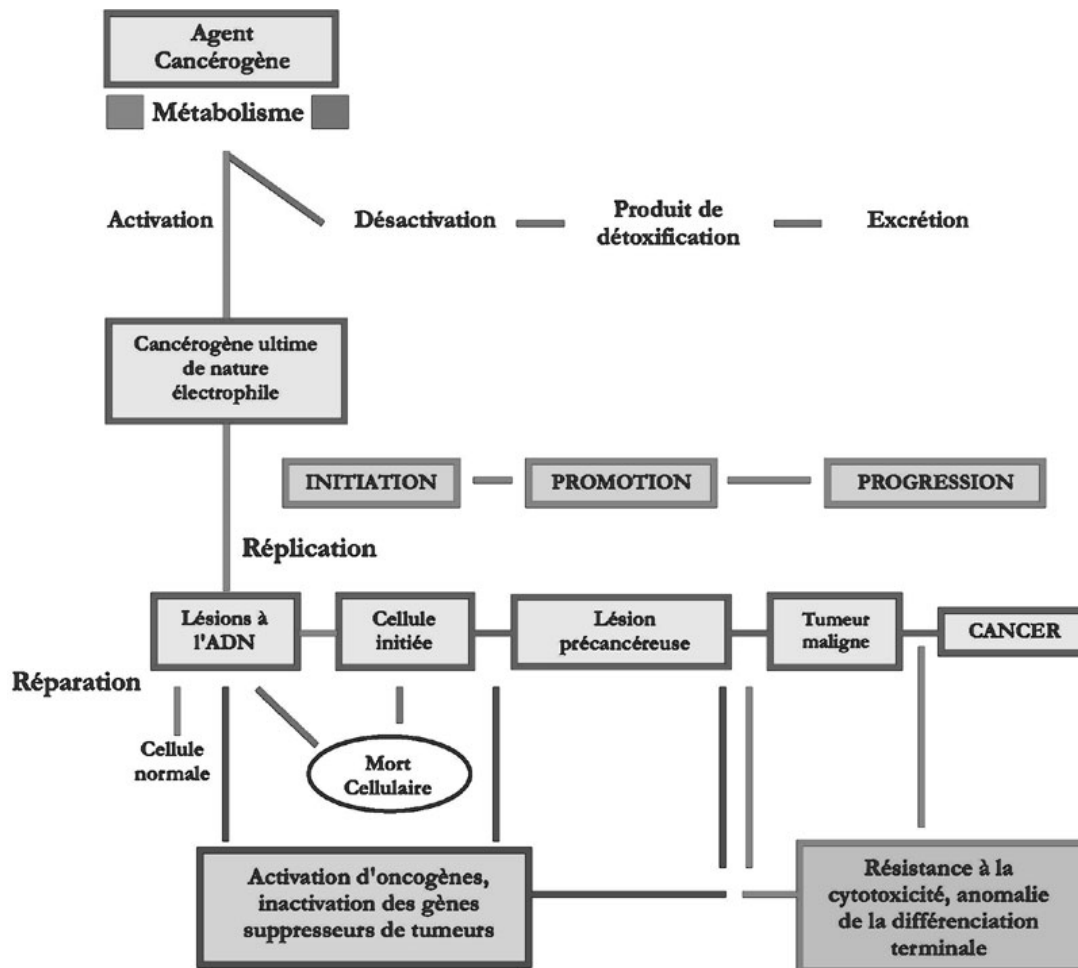 Agent
Cancérogène
Métabolisme
Activation
Désactivation
Produit de
détoxification
Excrétion
Cancérogène ultime
de nature
électrophile
INITIATION
PROMOTION
PROGRESSION
Réplication
Lésions à
l'ADN
Cellule
initiée
Lésion
précancéreuse
Tumeur
maligne
CANCER
Réparation
Cellule
normale
Mort
Cellulaire
Activation d'oncogènes,
inactivation des gènes
suppresseurs de tumeurs
Résistance à la
cytotoxicité, anomalie
de la différenciation
terminale